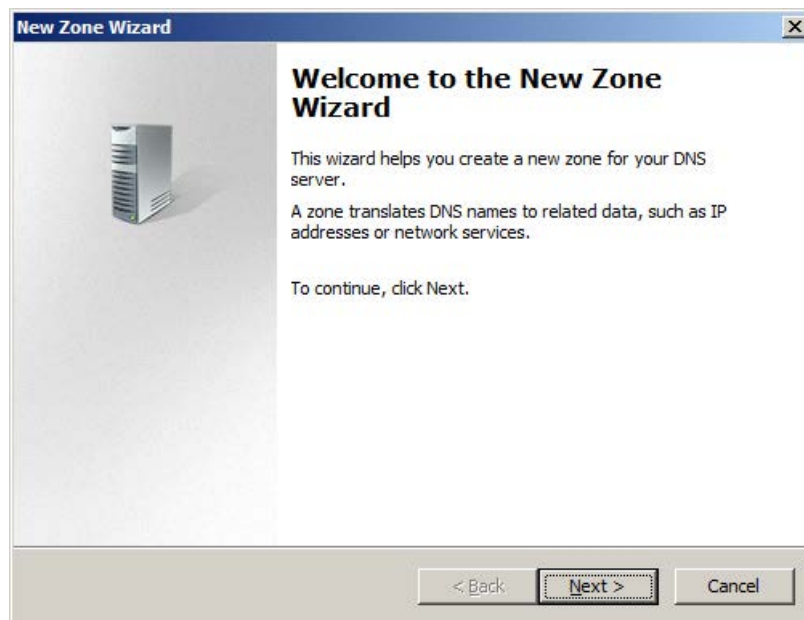 New Zone Wizard
Welcome to the New Zone
Wizard
This wizard helps you create a new zone for your DNS
server.
A zone translates DNS names to related data, such as IP
addresses or network services.
To continue, click Next.
< Back
Next >
Cancel